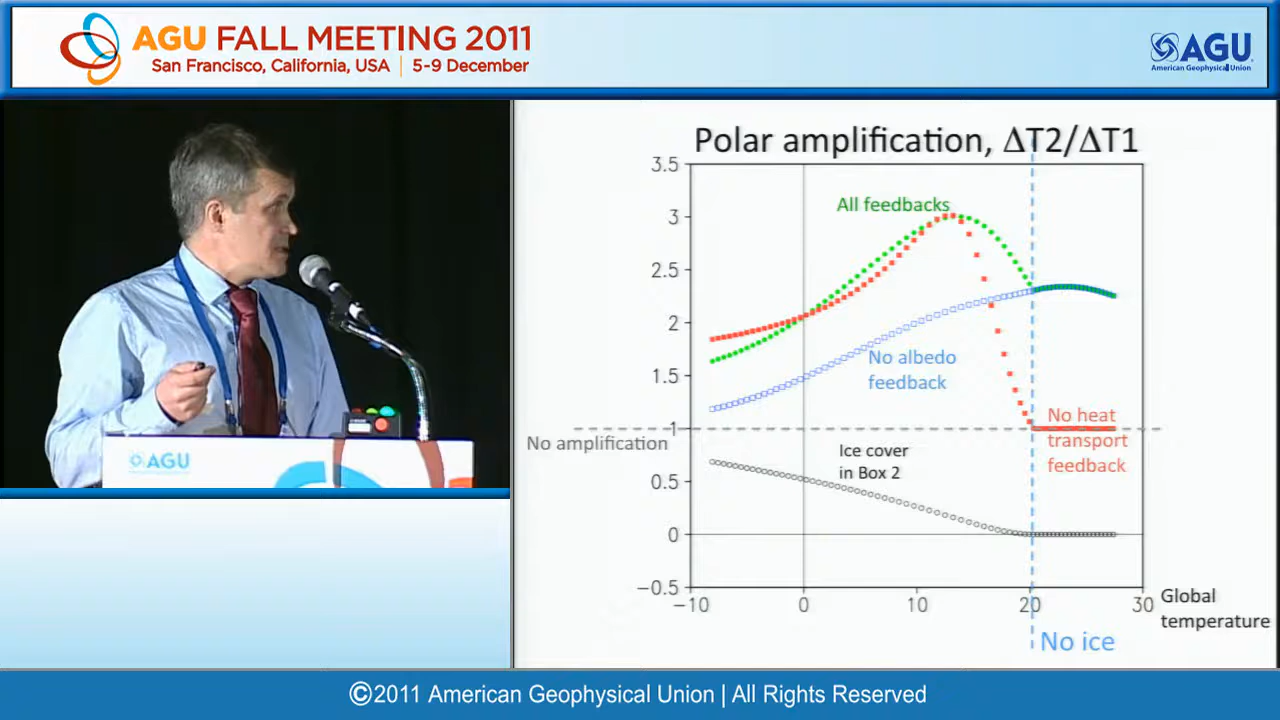 AGU FALL MEETING 2011
San Francisco, California, USA | 5-9 December
AGU
American Geophysical Union
AGU
Polar amplification, ΔT2/ΔT1
3.5
3
2.5
2
1.5
1
0.5
0
−0.5
−10
0
10
20
30
All feedbacks
No albedo
feedback
No heat
transport
feedback
No amplification
Ice cover
in Box 2
Global
temperature
No ice
©2011 American Geophysical Union | All Rights Reserved